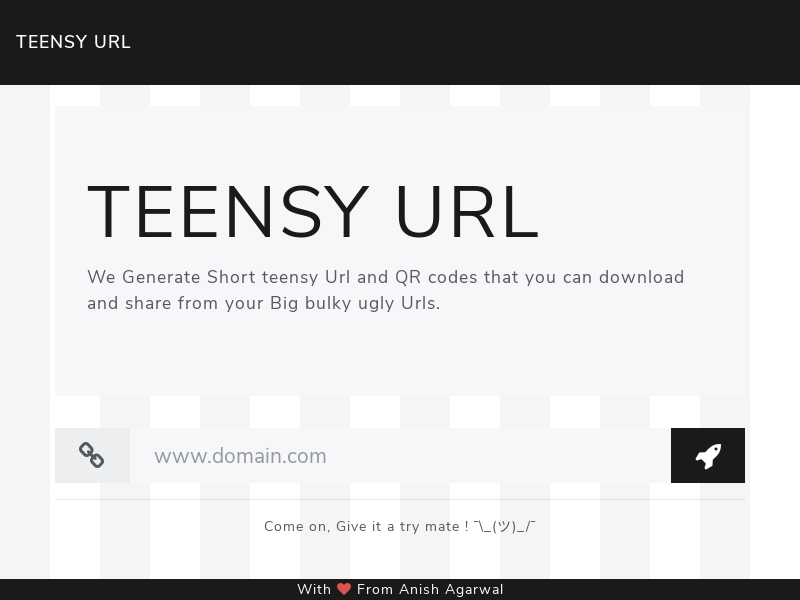 TEENSY URL
TEENSY URL
We Generate Short teensy Url and QR codes that you can download
and share from your Big bulky ugly Urls.
www.domain.com
Come on, Give it a try mate ! ¯\_(ツ)_/¯
With ❤ From Anish Agarwal